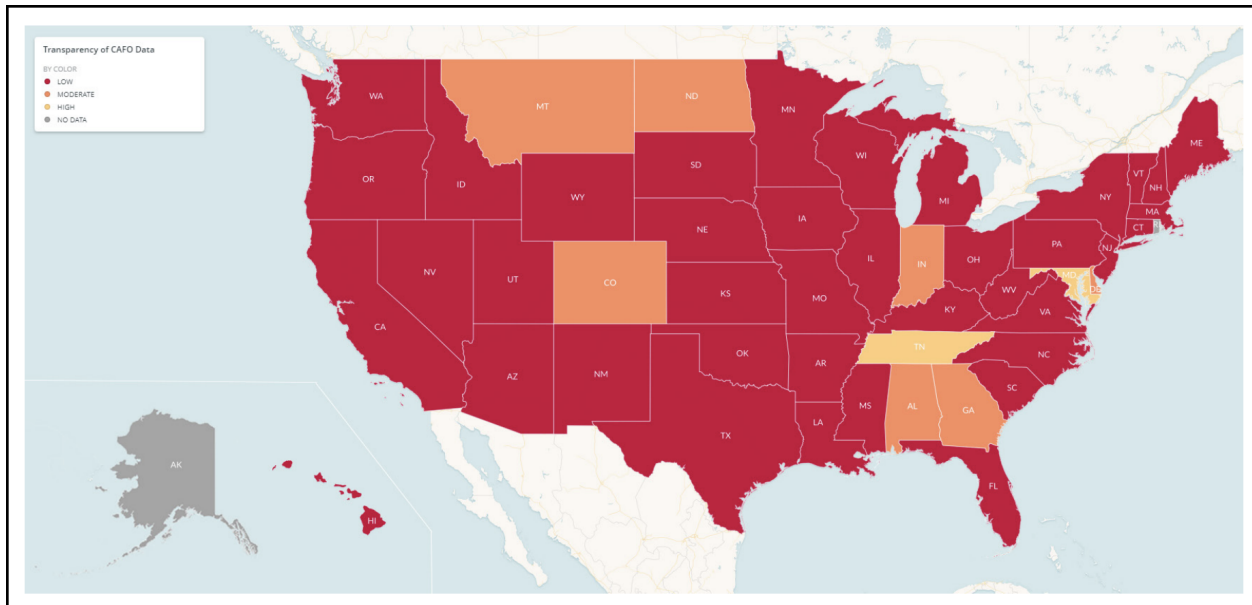 Transparency of CAFO Data
BY COLOR
LOW
MODERATE
HIGH
NO DATA
WA
MT
ND
MN
ME
OR
ID
SD
WI
VT
NH
WY
MI
NY
MA
IA
CT
NE
PA
NV
UT
IL
IN
OH
NJ
CO
MD
KS
MO
WV
KY
VA
CA
TN
NC
OK
AR
AZ
NM
SC
MS
AL
GA
LA
TX
AK
FL
HI